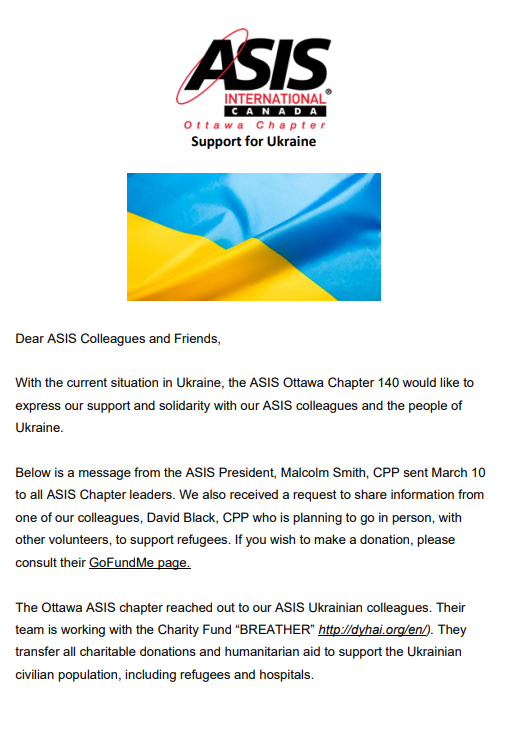 ASIS
INTERNATIONAL®
CANADA
Ottawa Chapter
Support for Ukraine
Dear ASIS Colleagues and Friends,
With the current situation in Ukraine, the ASIS Ottawa Chapter 140 would like to
express our support and solidarity with our ASIS colleagues and the people of
Ukraine.
Below is a message from the ASIS President, Malcolm Smith, CPP sent March 10
to all ASIS Chapter leaders. We also received a request to share information from
one of our colleagues, David Black, CPP who is planning to go in person, with
other volunteers, to support refugees. If you wish to make a donation, please
consult their GoFundMe page.
The Ottawa ASIS chapter reached out to our ASIS Ukrainian colleagues. Their
team is working with the Charity Fund “BREATHER” http://dyhai.org/en/). They
transfer all charitable donations and humanitarian aid to support the Ukrainian
civilian population, including refugees and hospitals.